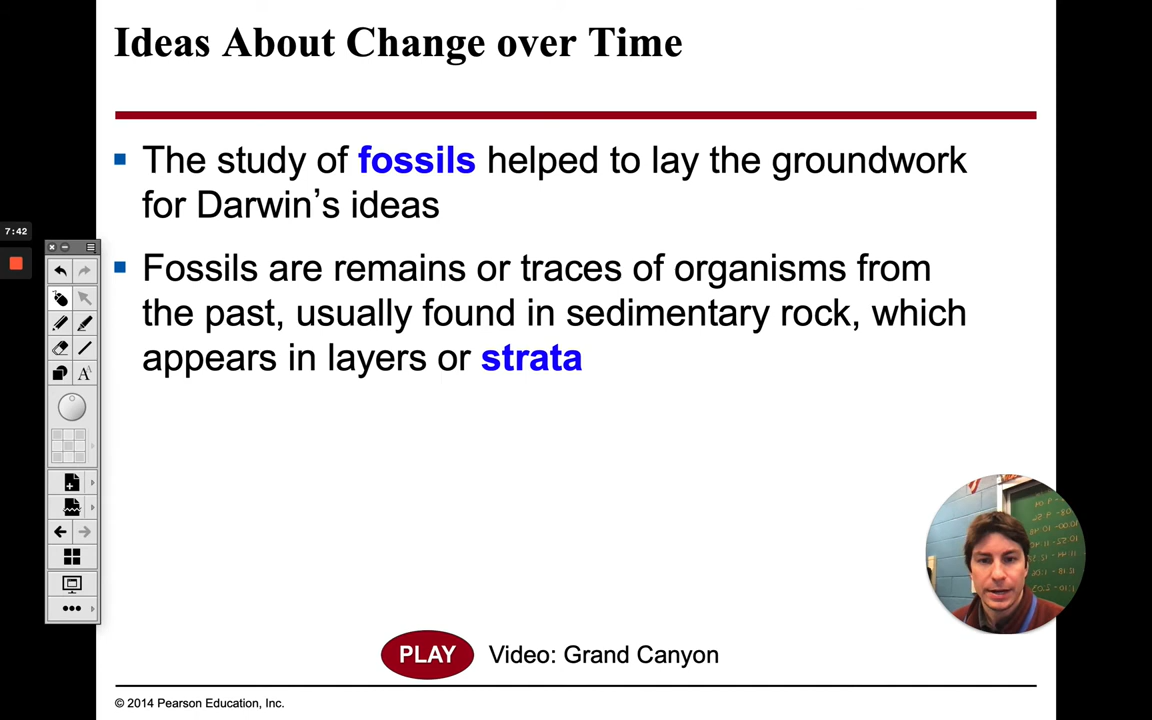 Ideas About Change over Time
The study of fossils helped to lay the groundwork
for Darwin’s ideas
7:42
Fossils are remains or traces of organisms from
the past, usually found in sedimentary rock, which
appears in layers or strata
PLAY Video: Grand Canyon
© 2014 Pearson Education, Inc.